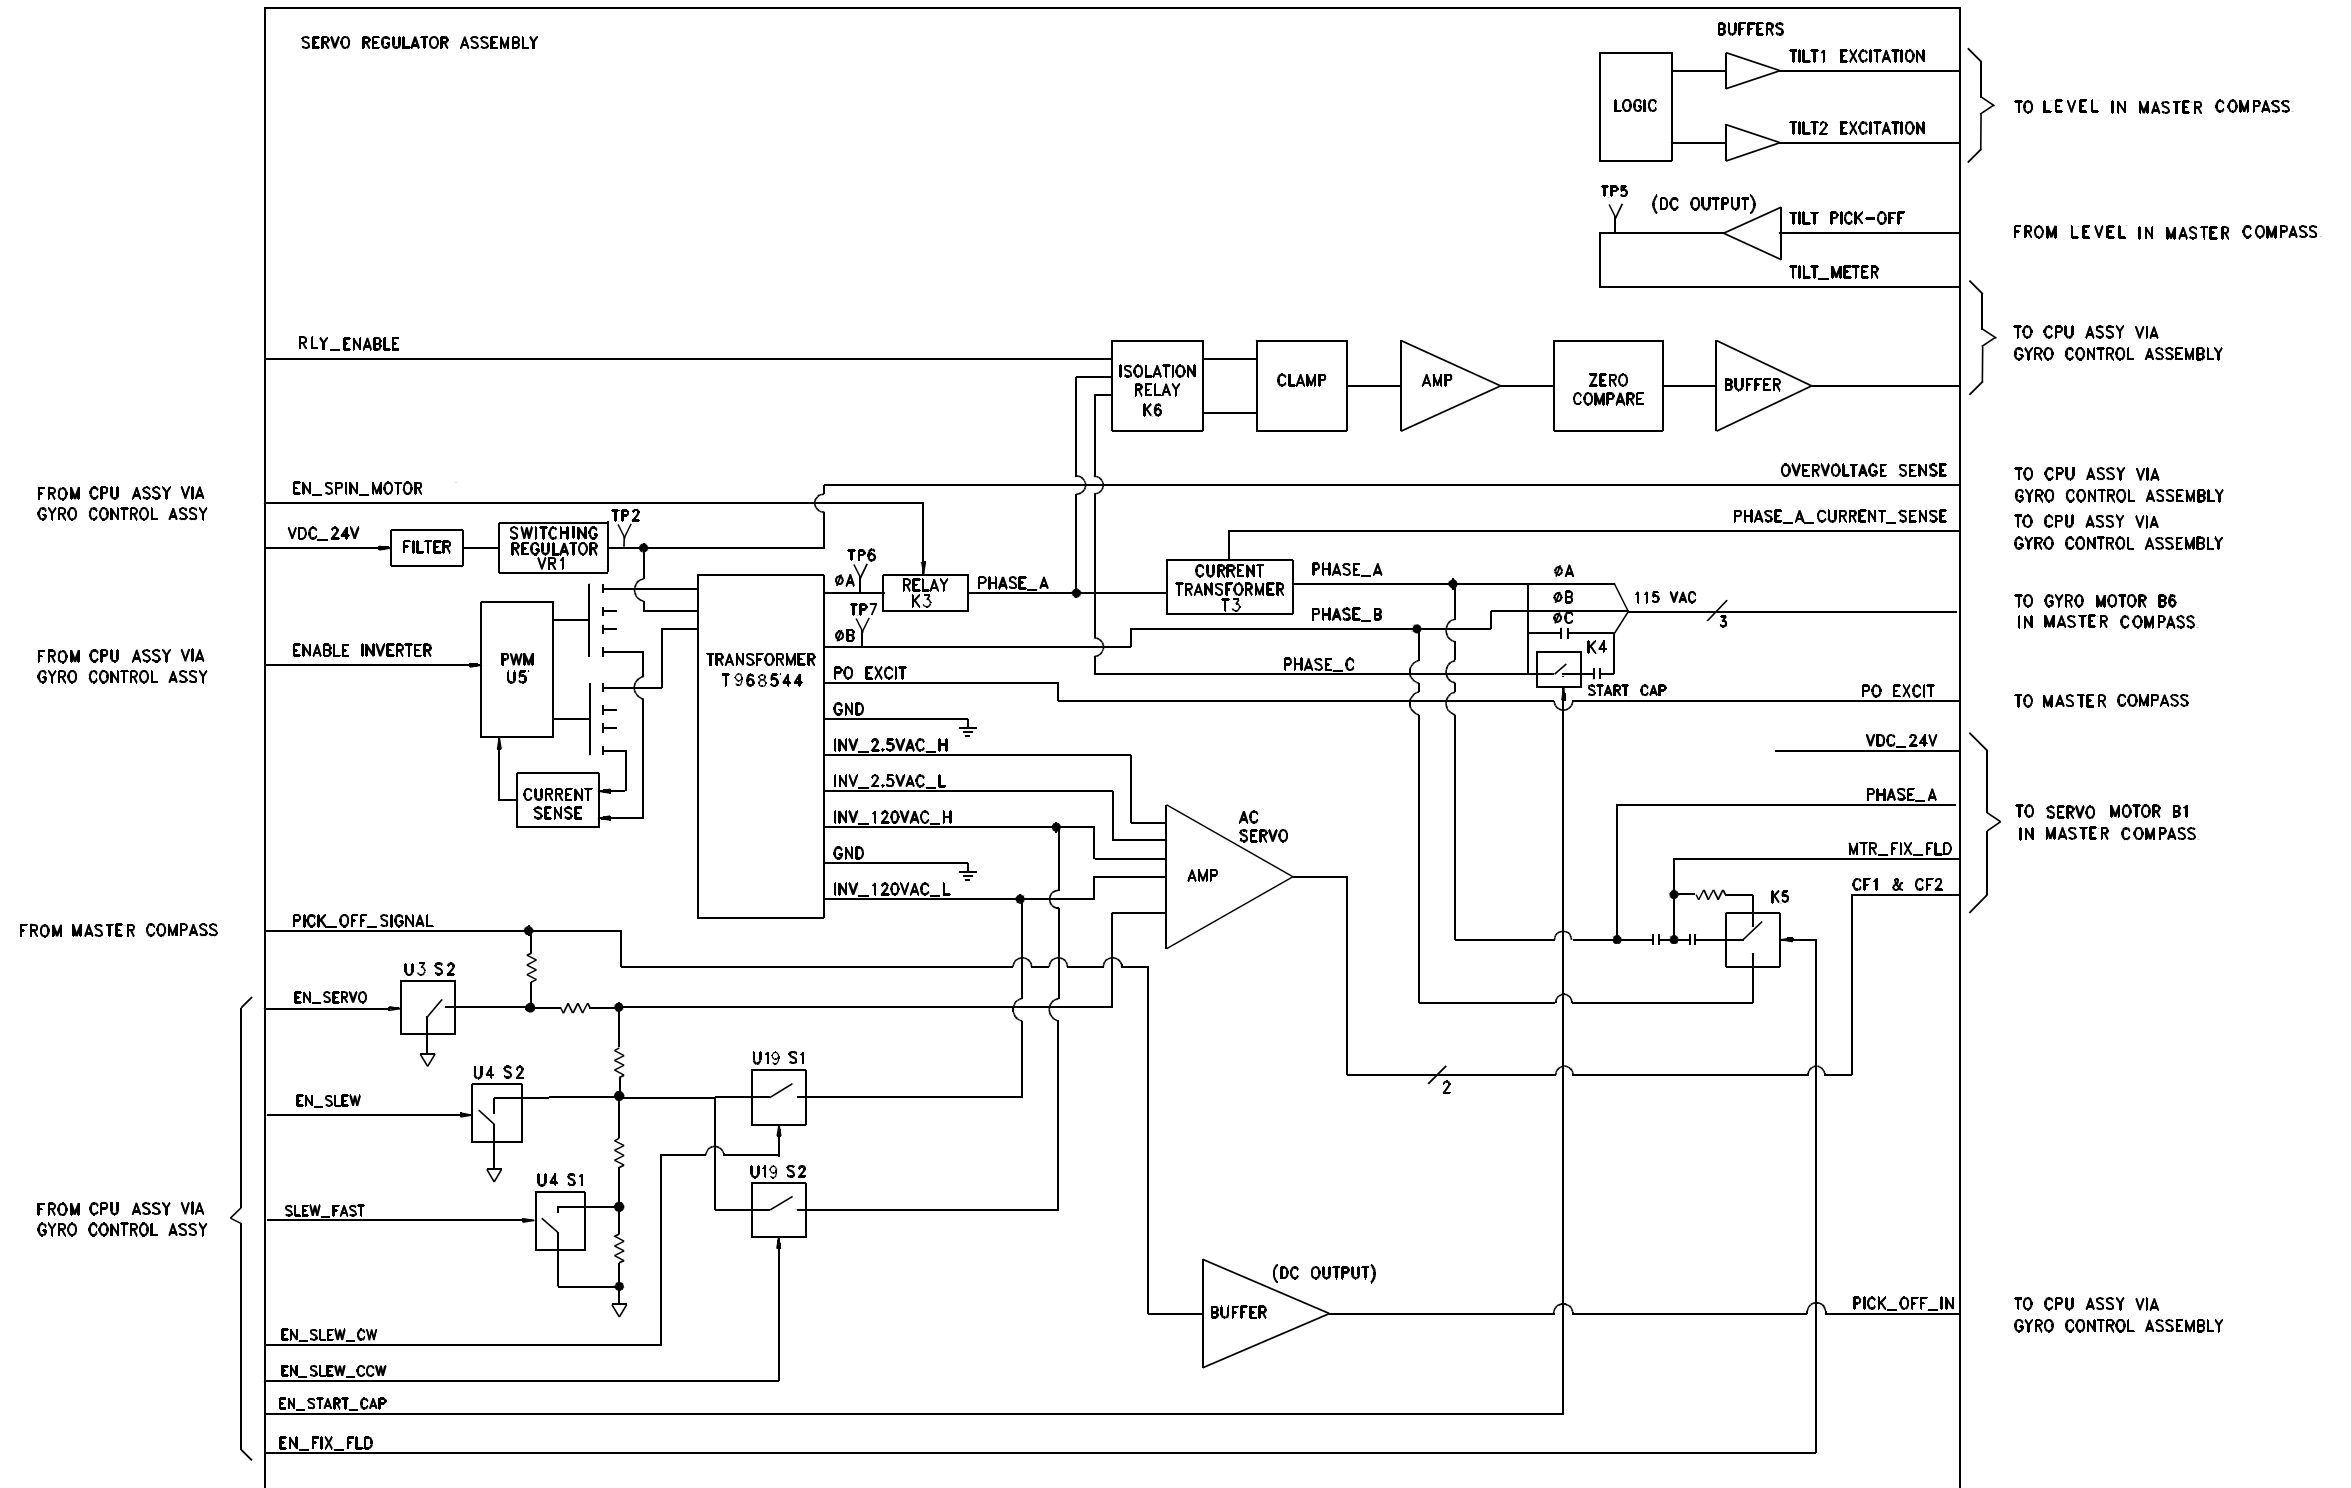 SERVO REGULATOR ASSEMBLY
BUFFERS
TILT1 EXCITATION
LOGIC
TO LEVEL IN MASTER COMPASS
TILT2 EXCITATION
TP5
(DC OUTPUT)
TILT PICK-OFF
FROM LEVEL IN MASTER COMPASS
TILT_METER
RLY_ENABLE
ISOLATION
RELAY
K6
CLAMP
AMP
ZERO
COMPARE
BUFFER
TO CPU ASSY VIA
GYRO CONTROL ASSEMBLY
OVERVOLTAGE SENSE
TO CPU ASSY VIA
GYRO CONTROL ASSEMBLY
FROM CPU ASSY VIA
GYRO CONTROL ASSY
EN_SPIN_MOTOR
VDC_24V
FILTER
SWITCHING
REGULATOR
VR1
TP2
PHASE_A_CURRENT_SENSE
TO CPU ASSY VIA
GYRO CONTROL ASSEMBLY
TP6
ØA
RELAY
K3
PHASE_A
CURRENT
TRANSFORMER
T3
PHASE_A
ØA
TP7
ØB
PHASE_B
ØB
ØC
115 VAC
3
TO GYRO MOTOR B6
IN MASTER COMPASS
FROM CPU ASSY VIA
GYRO CONTROL ASSY
ENABLE INVERTER
PWM
U5
TRANSFORMER
T968544
PHASE_C
K4
START CAP
PO EXCIT
PO EXCIT
TO MASTER COMPASS
GND
INV_2.5VAC_H
VDC_24V
INV_2.5VAC_L
PHASE_A
CURRENT
SENSE
INV_120VAC_H
AC
SERVO
AMP
TO SERVO MOTOR B1
IN MASTER COMPASS
GND
MTR_FIX_FLD
INV_120VAC_L
CF1 & CF2
K5
FROM MASTER COMPASS
PICK_OFF_SIGNAL
U3 S2
EN_SERVO
U4 S2
U19 S1
EN_SLEW
2
U4 S1
U19 S2
FROM CPU ASSY VIA
GYRO CONTROL ASSY
SLEW_FAST
(DC OUTPUT)
BUFFER
PICK_OFF_IN
TO CPU ASSY VIA
GYRO CONTROL ASSEMBLY
EN_SLEW_CW
EN_SLEW_CCW
EN_START_CAP
EN_FIX_FLD